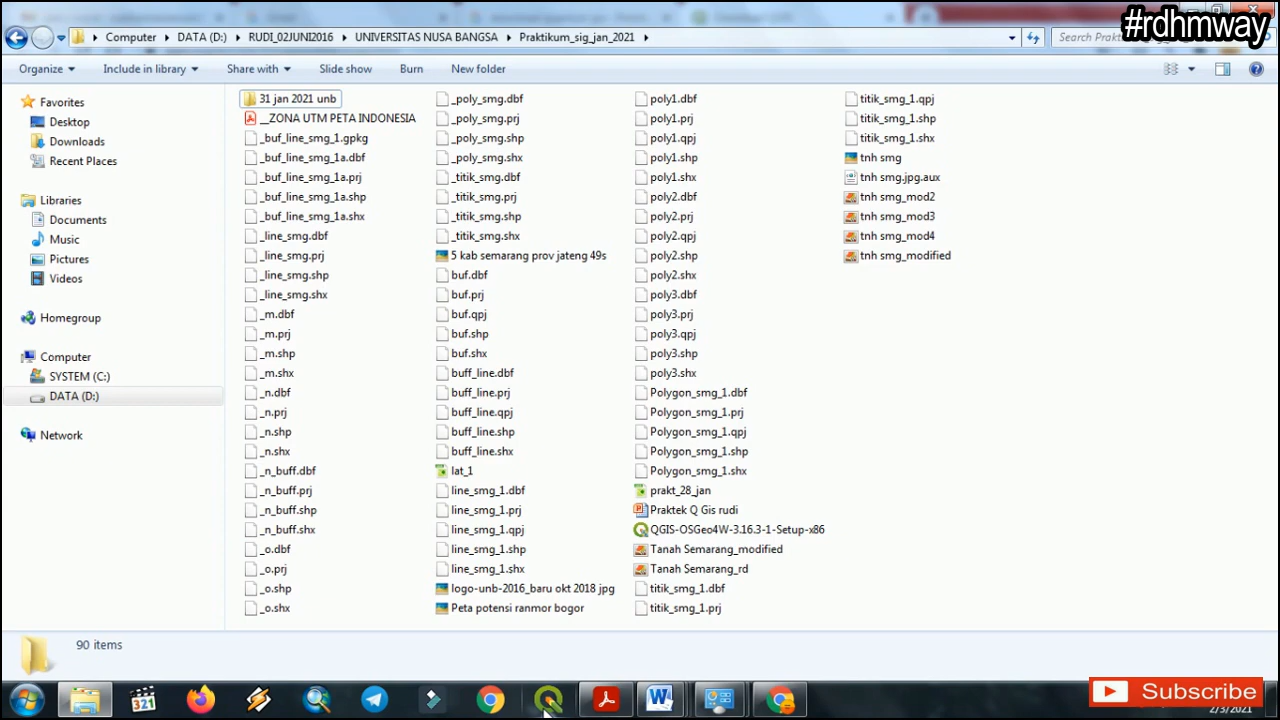 #rdhmway
Computer DATA (D:) RUDI_02JUNI2016 UNIVERSITAS NUSA BANGSA Praktikum_sig_jan_2021
Search Prakt
Organize Include in library Share with Slide show Burn New folder
Favorites
Desktop
Downloads
Recent Places
Libraries
Documents
Music
Pictures
Videos
Homegroup
Computer
SYSTEM (C:)
DATA (D:)
Network
31 jan 2021 unb
__ZONA UTM PETA INDONESIA
_buf_line_smg_1.gpkg
_buf_line_smg_1a.dbf
_buf_line_smg_1a.prj
_buf_line_smg_1a.shp
_buf_line_smg_1a.shx
_line_smg.dbf
_line_smg.prj
_line_smg.shp
_line_smg.shx
_m.dbf
_m.prj
_m.shp
_m.shx
_n.dbf
_n.prj
_n.shp
_n.shx
_n_buff.dbf
_n_buff.prj
_n_buff.shp
_n_buff.shx
_o.dbf
_o.prj
_o.shp
_o.shx
_poly_smg.dbf
_poly_smg.prj
_poly_smg.shp
_poly_smg.shx
_titik_smg.dbf
_titik_smg.prj
_titik_smg.shp
_titik_smg.shx
5 kab semarang prov jateng 49s
buf.dbf
buf.prj
buf.qpj
buf.shp
buf.shx
buff_line.dbf
buff_line.prj
buff_line.qpj
buff_line.shp
buff_line.shx
lat_1
line_smg_1.dbf
line_smg_1.prj
line_smg_1.qpj
line_smg_1.shp
line_smg_1.shx
logo-unb-2016_baru okt 2018 jpg
Peta potensi ranmor bogor
poly1.dbf
poly1.prj
poly1.qpj
poly1.shp
poly1.shx
poly2.dbf
poly2.prj
poly2.qpj
poly2.shp
poly2.shx
poly3.dbf
poly3.prj
poly3.qpj
poly3.shp
poly3.shx
Polygon_smg_1.dbf
Polygon_smg_1.prj
Polygon_smg_1.qpj
Polygon_smg_1.shp
Polygon_smg_1.shx
prakt_28_jan
Praktek Q Gis rudi
QGIS-OSGeo4W-3.16.3-1-Setup-x86
Tanah Semarang_modified
Tanah Semarang_rd
titik_smg_1.dbf
titik_smg_1.prj
titik_smg_1.qpj
titik_smg_1.shp
titik_smg_1.shx
tnh smg
tnh smg.jpg.aux
tnh smg_mod2
tnh smg_mod3
tnh smg_mod4
tnh smg_modified
90 items
321
Subscribe
2/3/2021